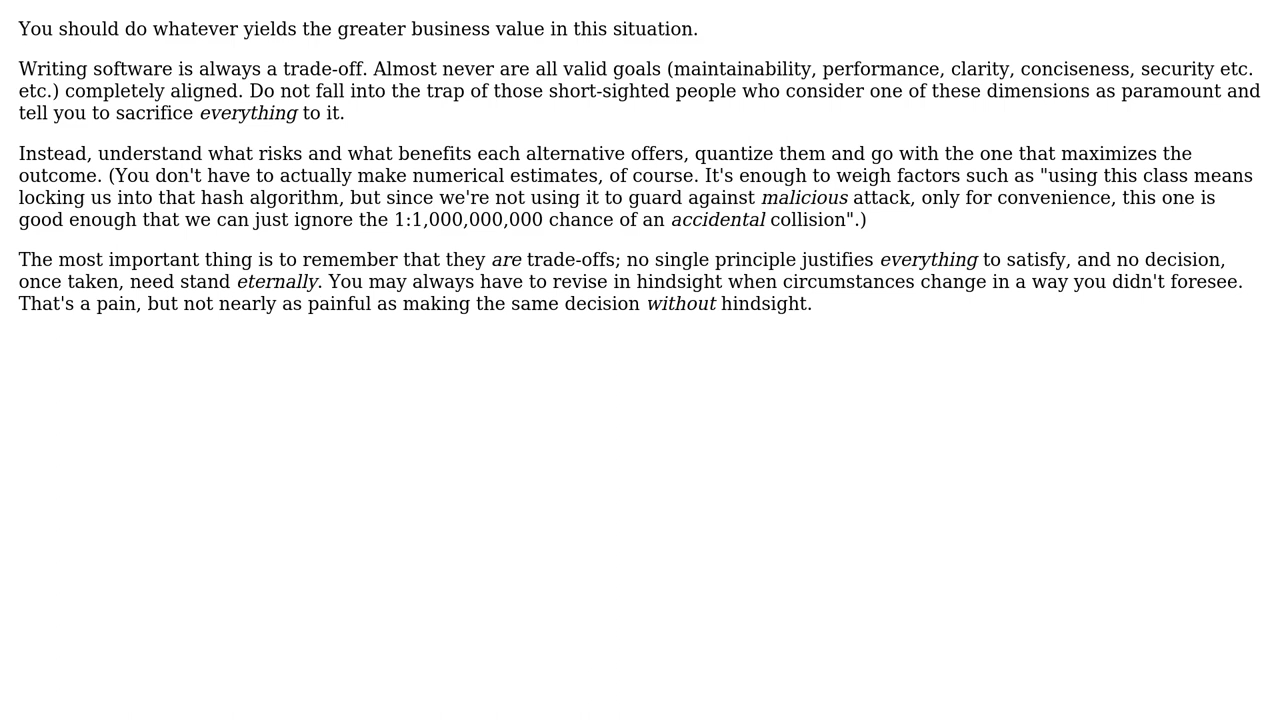 You should do whatever yields the greater business value in this situation.
Writing software is always a trade-off. Almost never are all valid goals (maintainability, performance, clarity, conciseness, security etc.
etc.) completely aligned. Do not fall into the trap of those short-sighted people who consider one of these dimensions as paramount and
tell you to sacrifice everything to it.
Instead, understand what risks and what benefits each alternative offers, quantize them and go with the one that maximizes the
outcome. (You don't have to actually make numerical estimates, of course. It's enough to weigh factors such as "using this class means
locking us into that hash algorithm, but since we're not using it to guard against malicious attack, only for convenience, this one is
good enough that we can just ignore the 1:1,000,000,000 chance of an accidental collision".)
The most important thing is to remember that they are trade-offs; no single principle justifies everything to satisfy, and no decision,
once taken, need stand eternally. You may always have to revise in hindsight when circumstances change in a way you didn't foresee.
That's a pain, but not nearly as painful as making the same decision without hindsight.